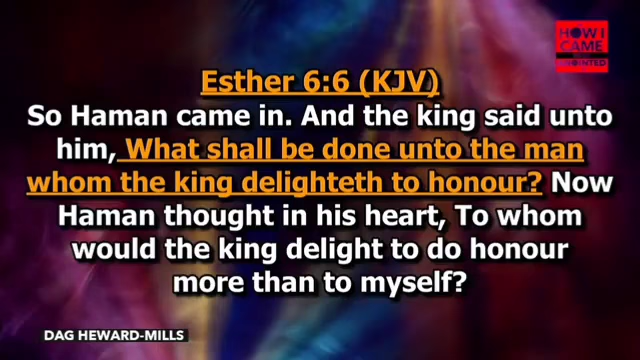 HOW I
CAME
ANOINTED
Esther 6:6 (KJV)
So Haman came in. And the king said unto
him, What shall be done unto the man
whom the king delighteth to honour? Now
Haman thought in his heart, To whom
would the king delight to do honour
more than to myself?
DAG HEWARD-MILLS